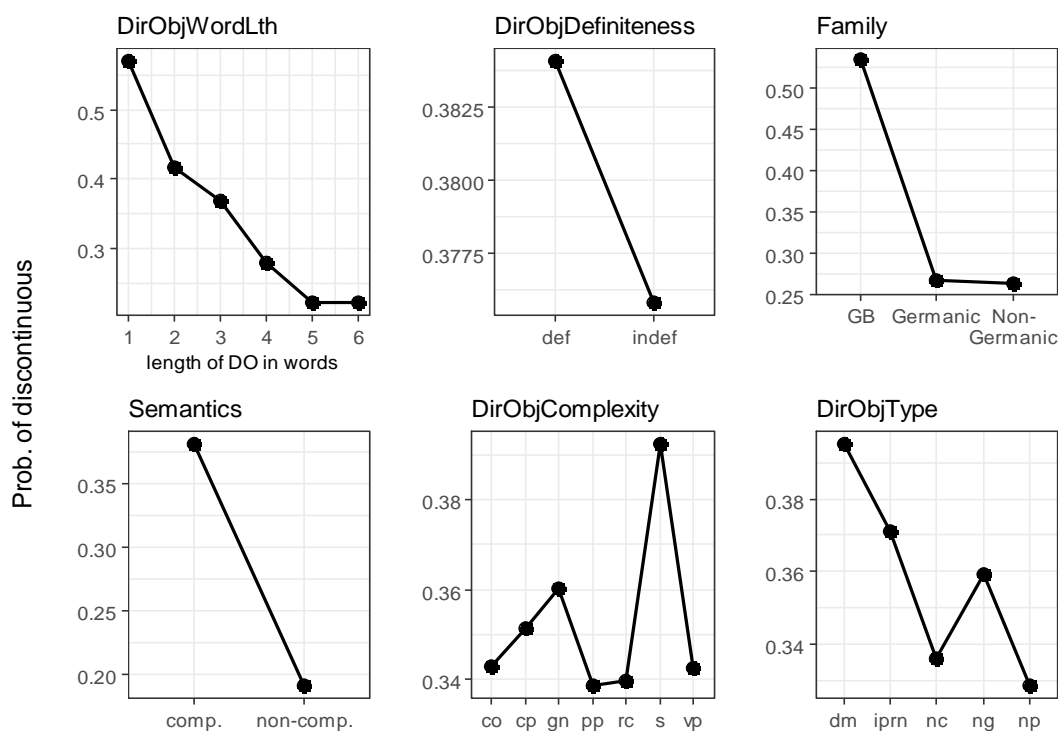 Prob. of discontinuous
DirObjWordLth
0.5
0.4
0.3
1 2 3 4 5 6
length of DO in words
DirObjDefiniteness
0.3825
0.3800
0.3775
def indef
Family
0.50
0.45
0.40
0.35
0.30
0.25
GB Germanic Non-
Germanic
Semantics
0.35
0.30
0.25
0.20
comp. non-comp.
DirObjComplexity
0.38
0.36
0.34
co cp gn pp rc s vp
DirObjType
0.38
0.36
0.34
dm iprn nc ng np